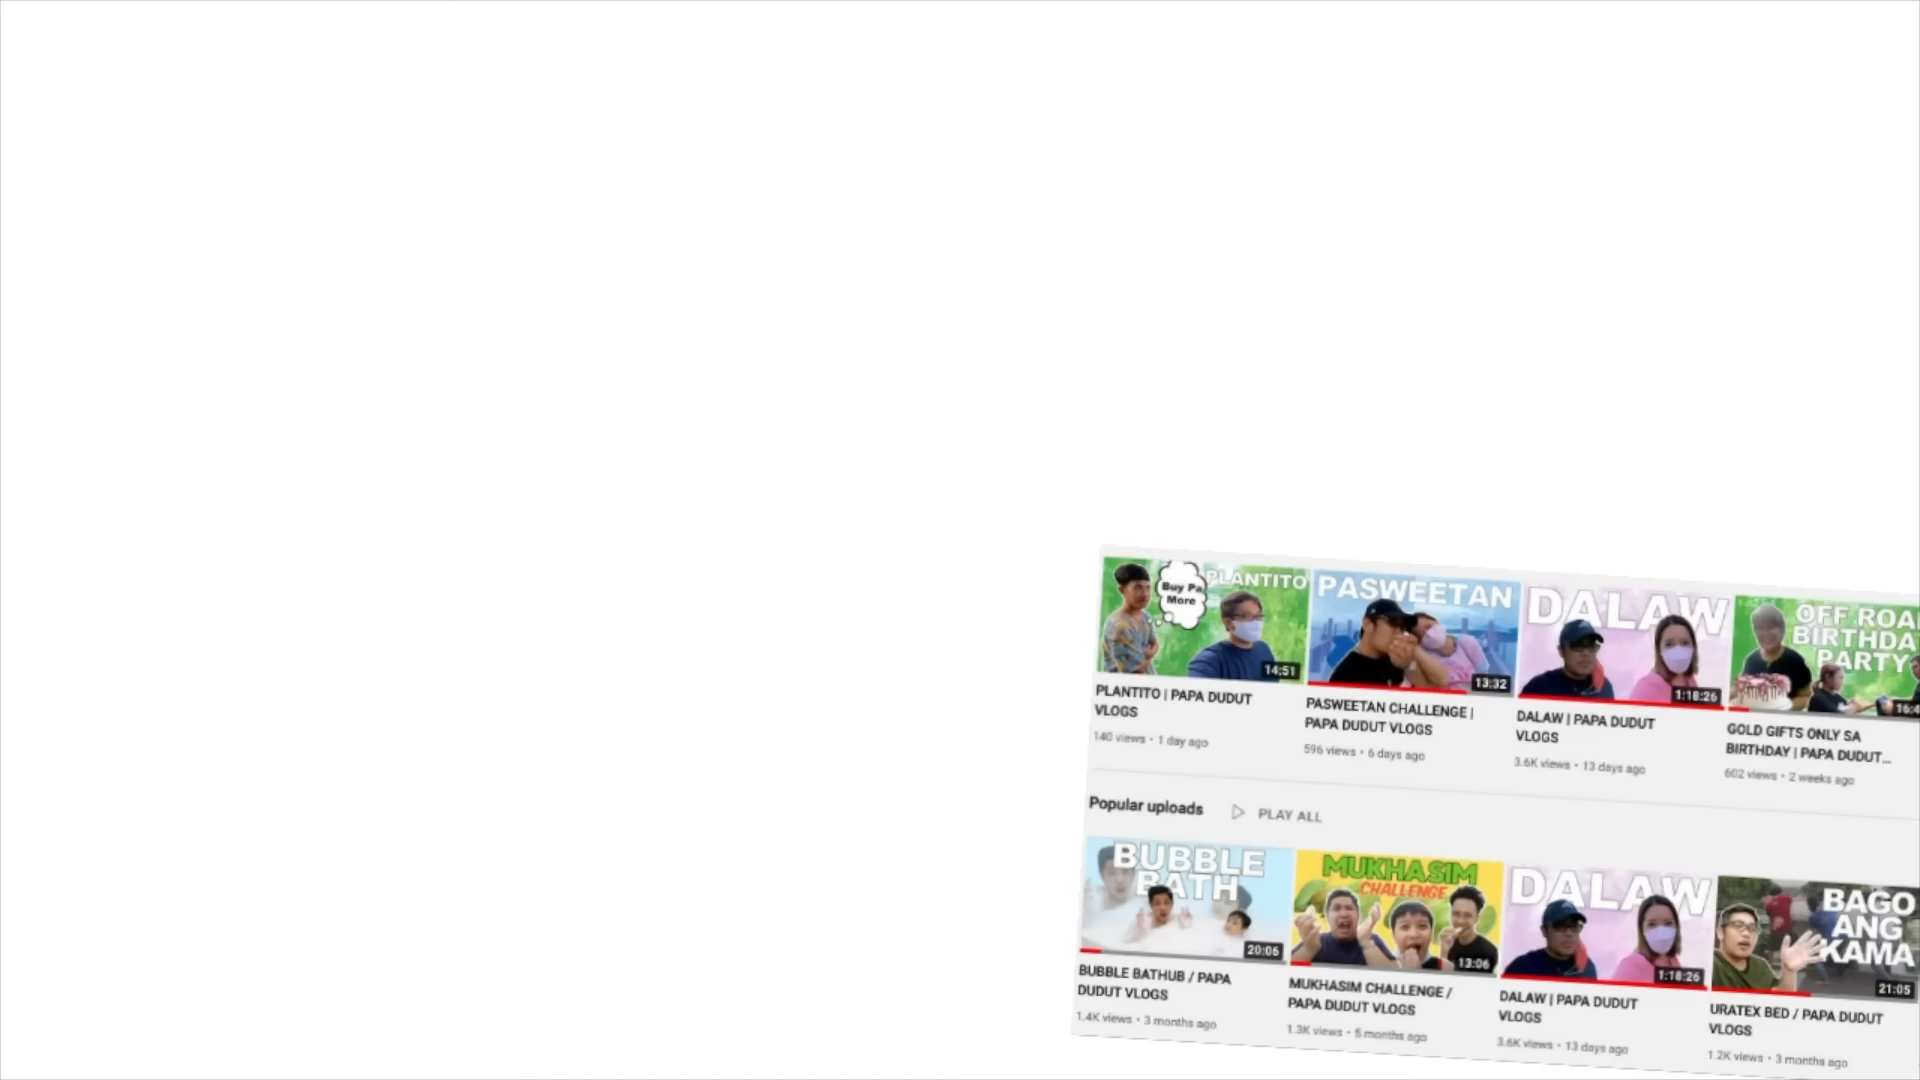 Buy Pa
More
PLANTITO
PASWEETAN
DALAW
OFF ROA
BIRTHDA
PARTY
14:51
13:32
1:18:26
16:4
PLANTITO | PAPA DUDUT
VLOGS
140 views • 1 day ago
PASWEETAN CHALLENGE |
PAPA DUDUT VLOGS
596 views • 6 days ago
DALAW | PAPA DUDUT
VLOGS
3.6K views • 13 days ago
GOLD GIFTS ONLY SA
BIRTHDAY | PAPA DUDUT...
602 views • 2 weeks ago
Popular uploads
PLAY ALL
BUBBLE
BATH
MUKHASIM
CHALLENGE
DALAW
BAGO
ANG
KAMA
20:06
13:06
1:18:26
21:05
BUBBLE BATHUB / PAPA
DUDUT VLOGS
1.4K views • 3 months ago
MUKHASIM CHALLENGE /
PAPA DUDUT VLOGS
1.3K views • 5 months ago
DALAW | PAPA DUDUT
VLOGS
3.6K views • 13 days ago
URATEX BED / PAPA DUDUT
VLOGS
1.2K views • 3 months ago